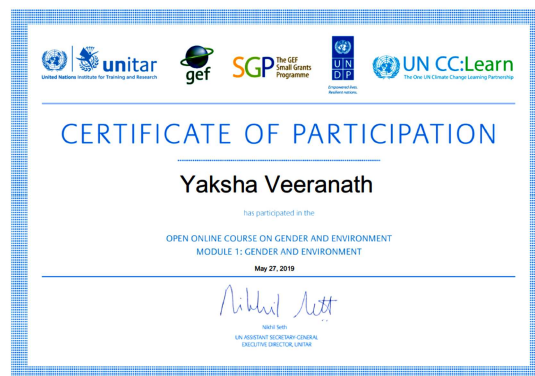 unitar
United Nations Institute for Training and Research
gef
SGP The GEF
Small Grants
Programme
U N
D P
Empowered lives.
Resilient nations.
UN CC:Learn
The One UN Climate Change Learning Partnership
CERTIFICATE OF PARTICIPATION
Yaksha Veeranath
has participated in the
OPEN ONLINE COURSE ON GENDER AND ENVIRONMENT
MODULE 1: GENDER AND ENVIRONMENT
May 27, 2019
Nikhil Seth
Nikhil Seth
UN ASSISTANT SECRETARY-GENERAL
EXECUTIVE DIRECTOR, UNITAR